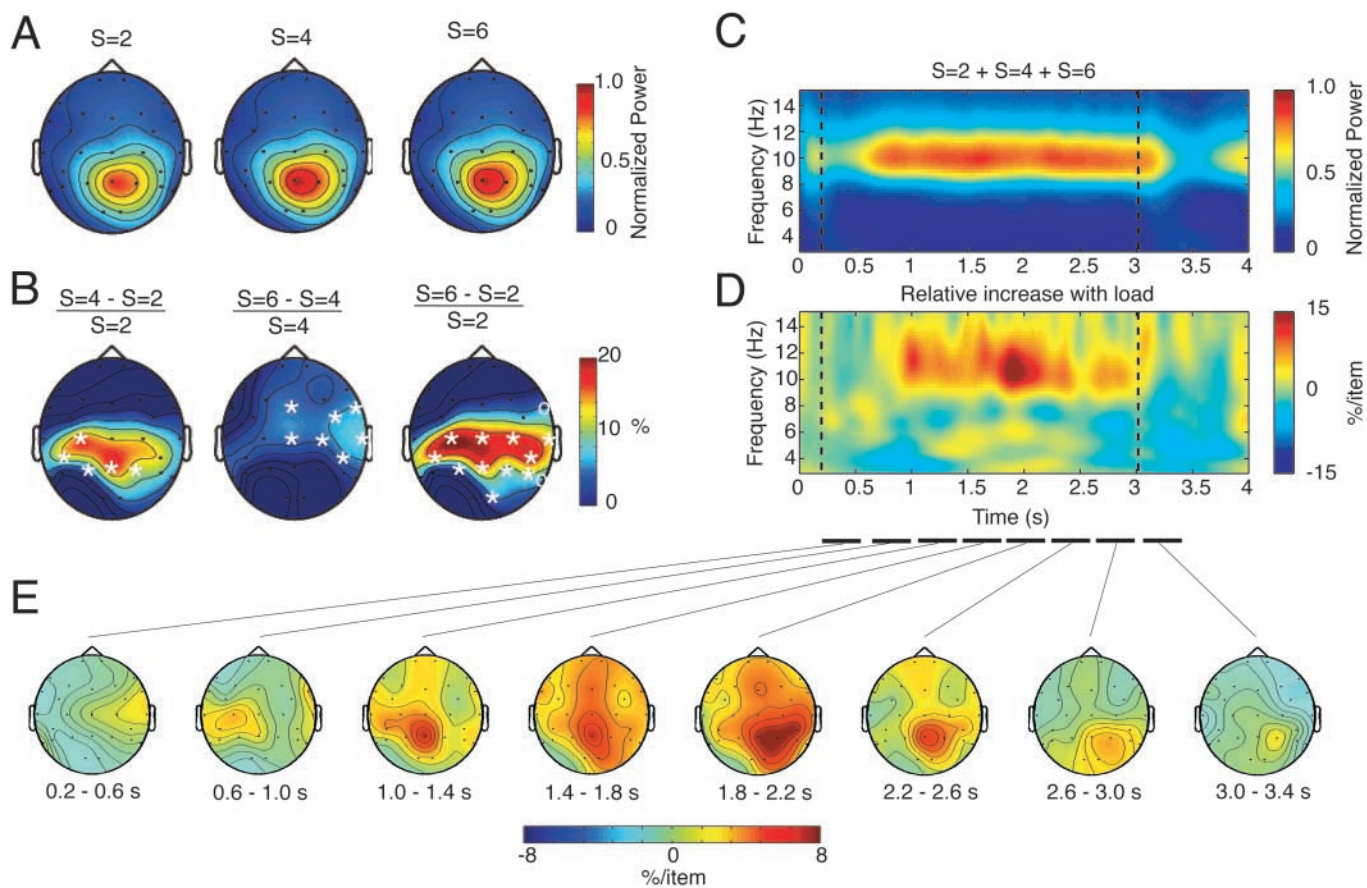 A
S=2
S=4
S=6
1.0
0.5
0
Normalized Power
B
S=4 - S=2
S=2
S=6 - S=4
S=4
S=6 - S=2
S=2
20
10
0
%
C
S=2 + S=4 + S=6
Frequency (Hz)
14
12
10
8
6
4
0 0.5 1 1.5 2 2.5 3 3.5 4
1.0
0.5
0
Normalized Power
D
Relative increase with load
Frequency (Hz)
14
12
10
8
6
4
0 0.5 1 1.5 2 2.5 3 3.5 4
Time (s)
15
0
-15
%/item
E
0.2 - 0.6 s
0.6 - 1.0 s
1.0 - 1.4 s
1.4 - 1.8 s
1.8 - 2.2 s
2.2 - 2.6 s
2.6 - 3.0 s
3.0 - 3.4 s
-8 0 8
%/item